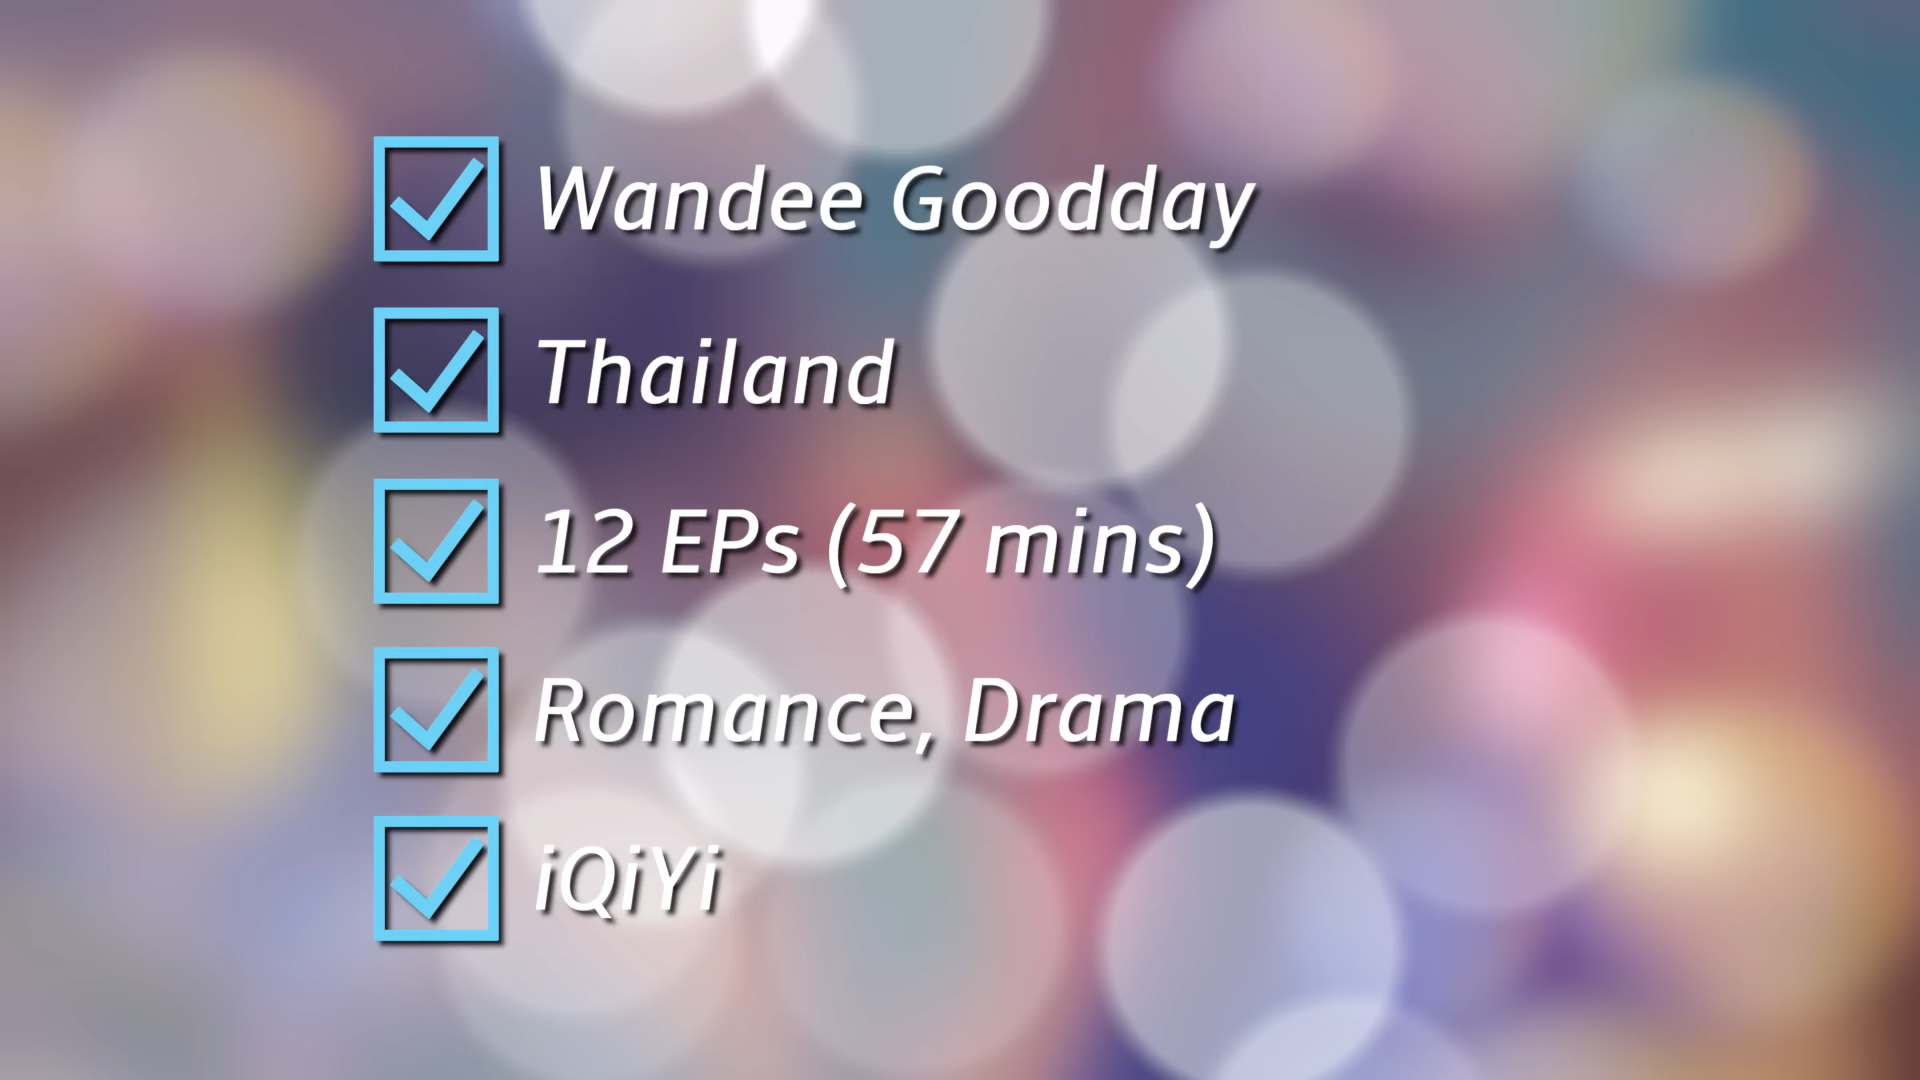 Wandee Goodday
Thailand
12 EPs (57 mins)
Romance, Drama
iQiYi